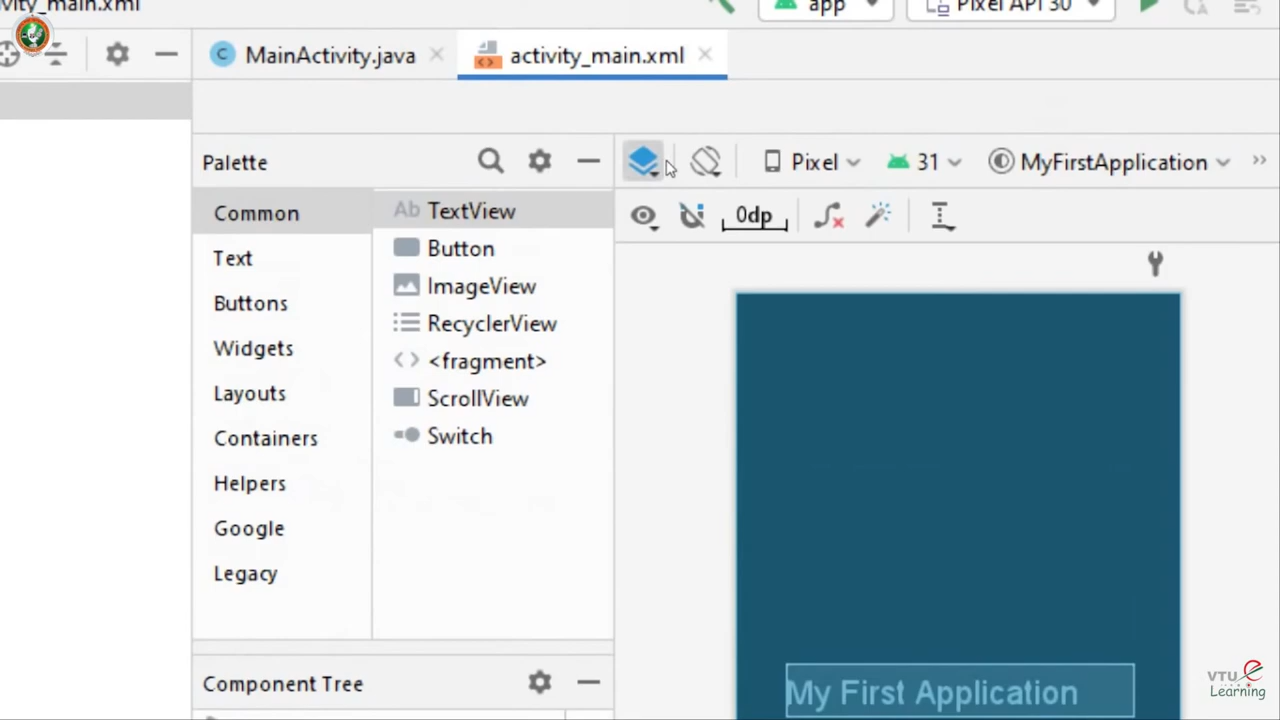 ivity_main.xml
app
Pixel API 30
MainActivity.java
activity_main.xml
Palette
Pixel
31
MyFirstApplication
0dp
Common
Text
Buttons
Widgets
Layouts
Containers
Helpers
Google
Legacy
Ab TextView
Button
ImageView
RecyclerView
<fragment>
ScrollView
Switch
Component Tree
My First Application
VTU e
Learning